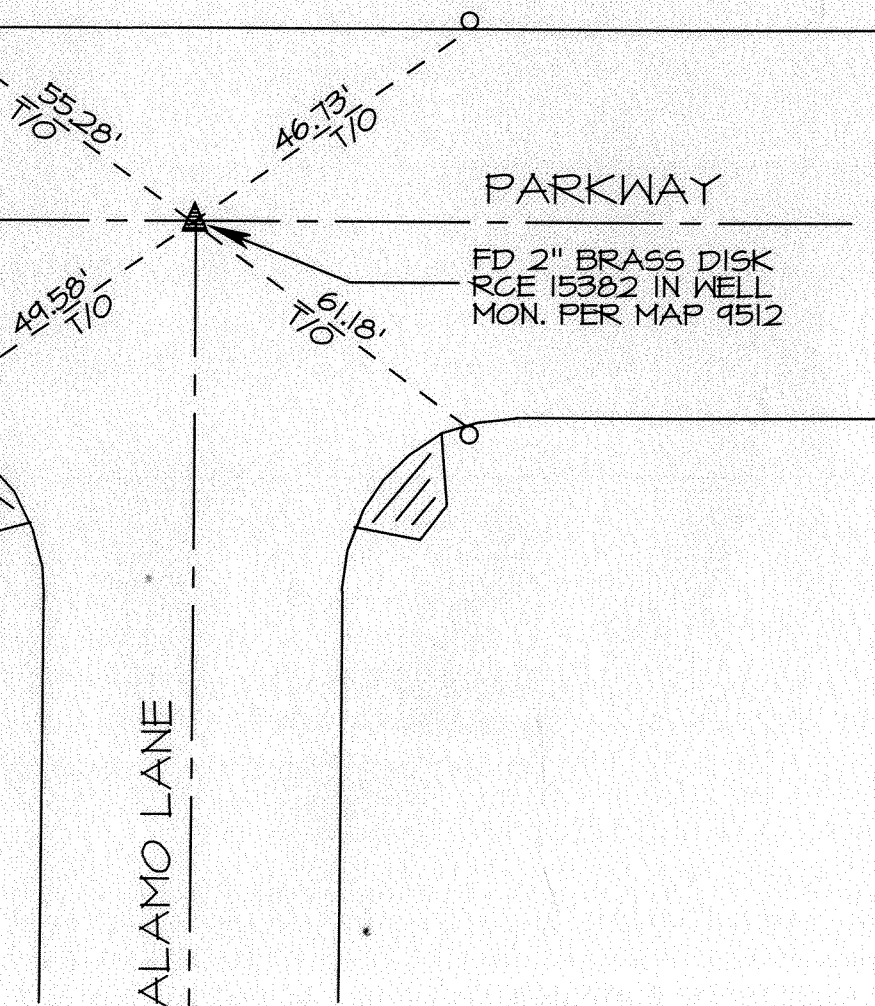 55.28'
T/O
46.73'
T/O
PARKWAY
FD 2" BRASS DISK
RCE 15382 IN WELL
MON. PER MAP 9512
49.58'
T/O
61.18'
T/O
ALAMO LANE